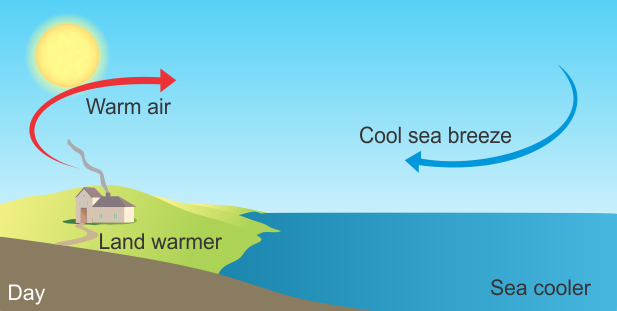 Warm air
Cool sea breeze
Land warmer
Sea cooler
Day